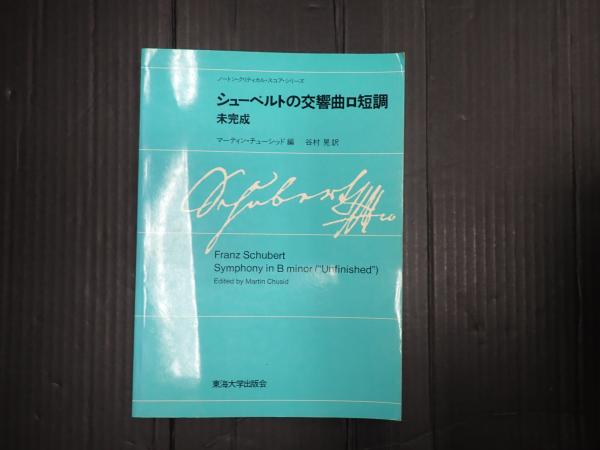 ノートン・クリティカル・スコア・シリーズ
シューベルトの交響曲ロ短調
未完成
マーティン・チューシッド 編 谷村 晃 訳
Schubert
Franz Schubert
Symphony in B minor ("Unfinished")
Edited by Martin Chusid
東海大学出版会